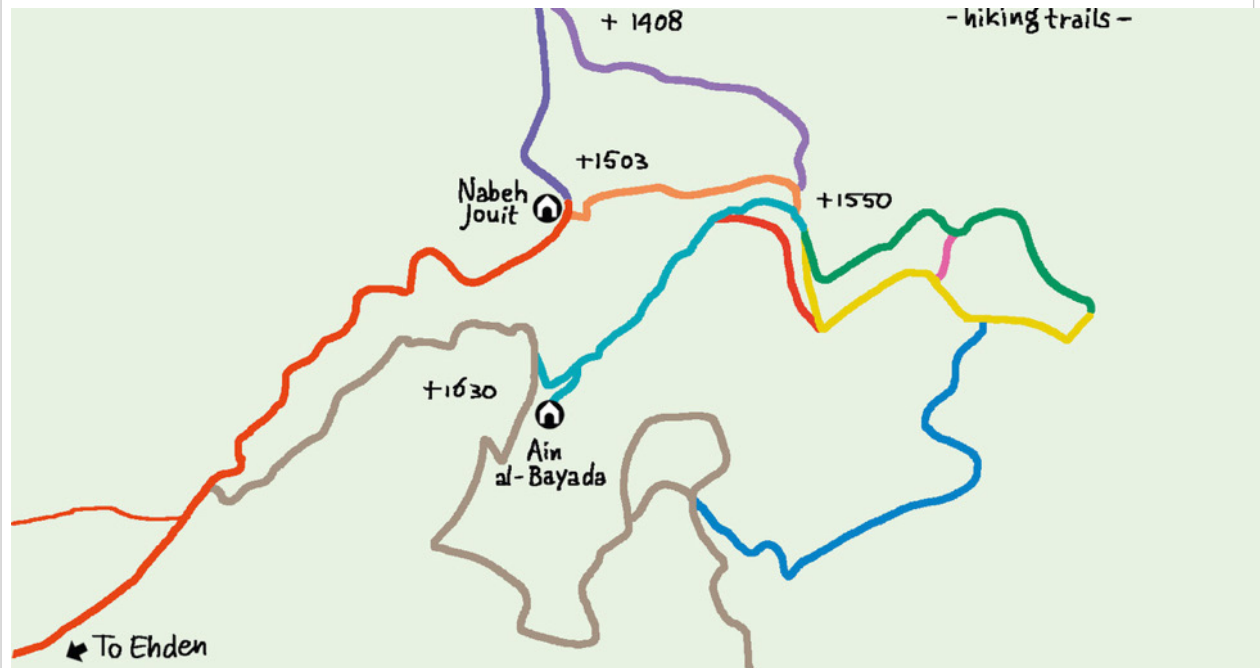 + 1408
- hiking trails -
+1503
Nabeh
Jouit
+1550
+1630
Ain
al-Bayada
To Ehden